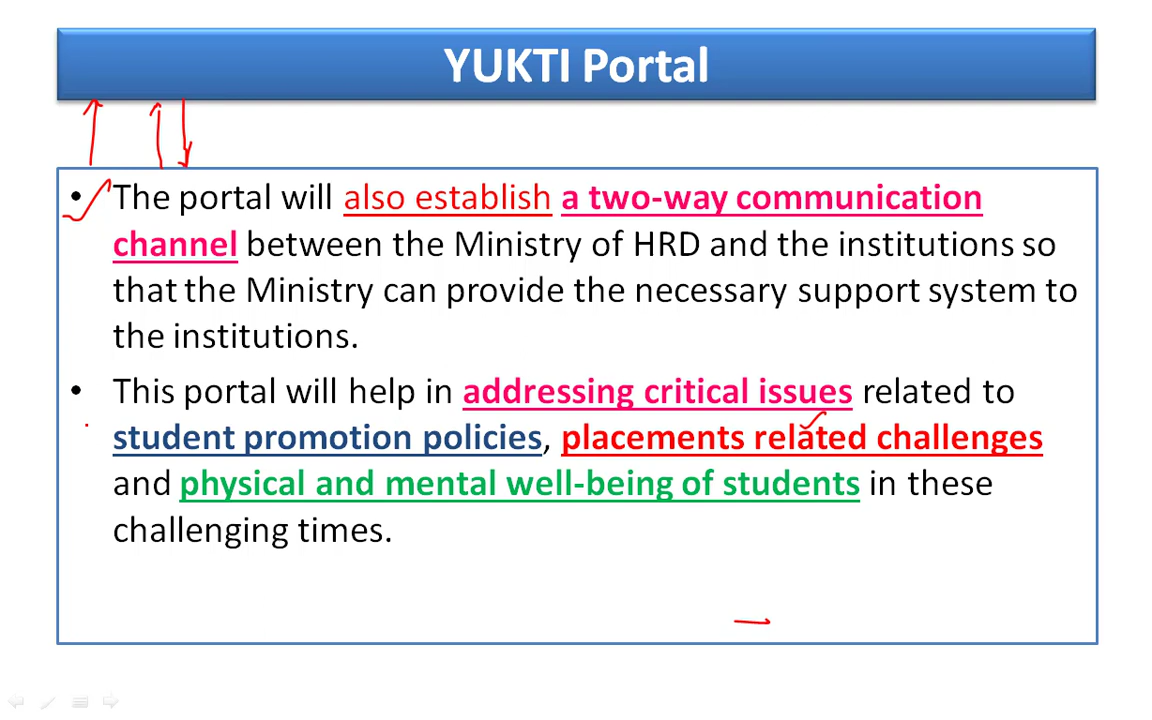 YUKTI Portal
• The portal will also establish a two-way communication
channel between the Ministry of HRD and the institutions so
that the Ministry can provide the necessary support system to
the institutions.
• This portal will help in addressing critical issues related to
student promotion policies, placements related challenges
and physical and mental well-being of students in these
challenging times.